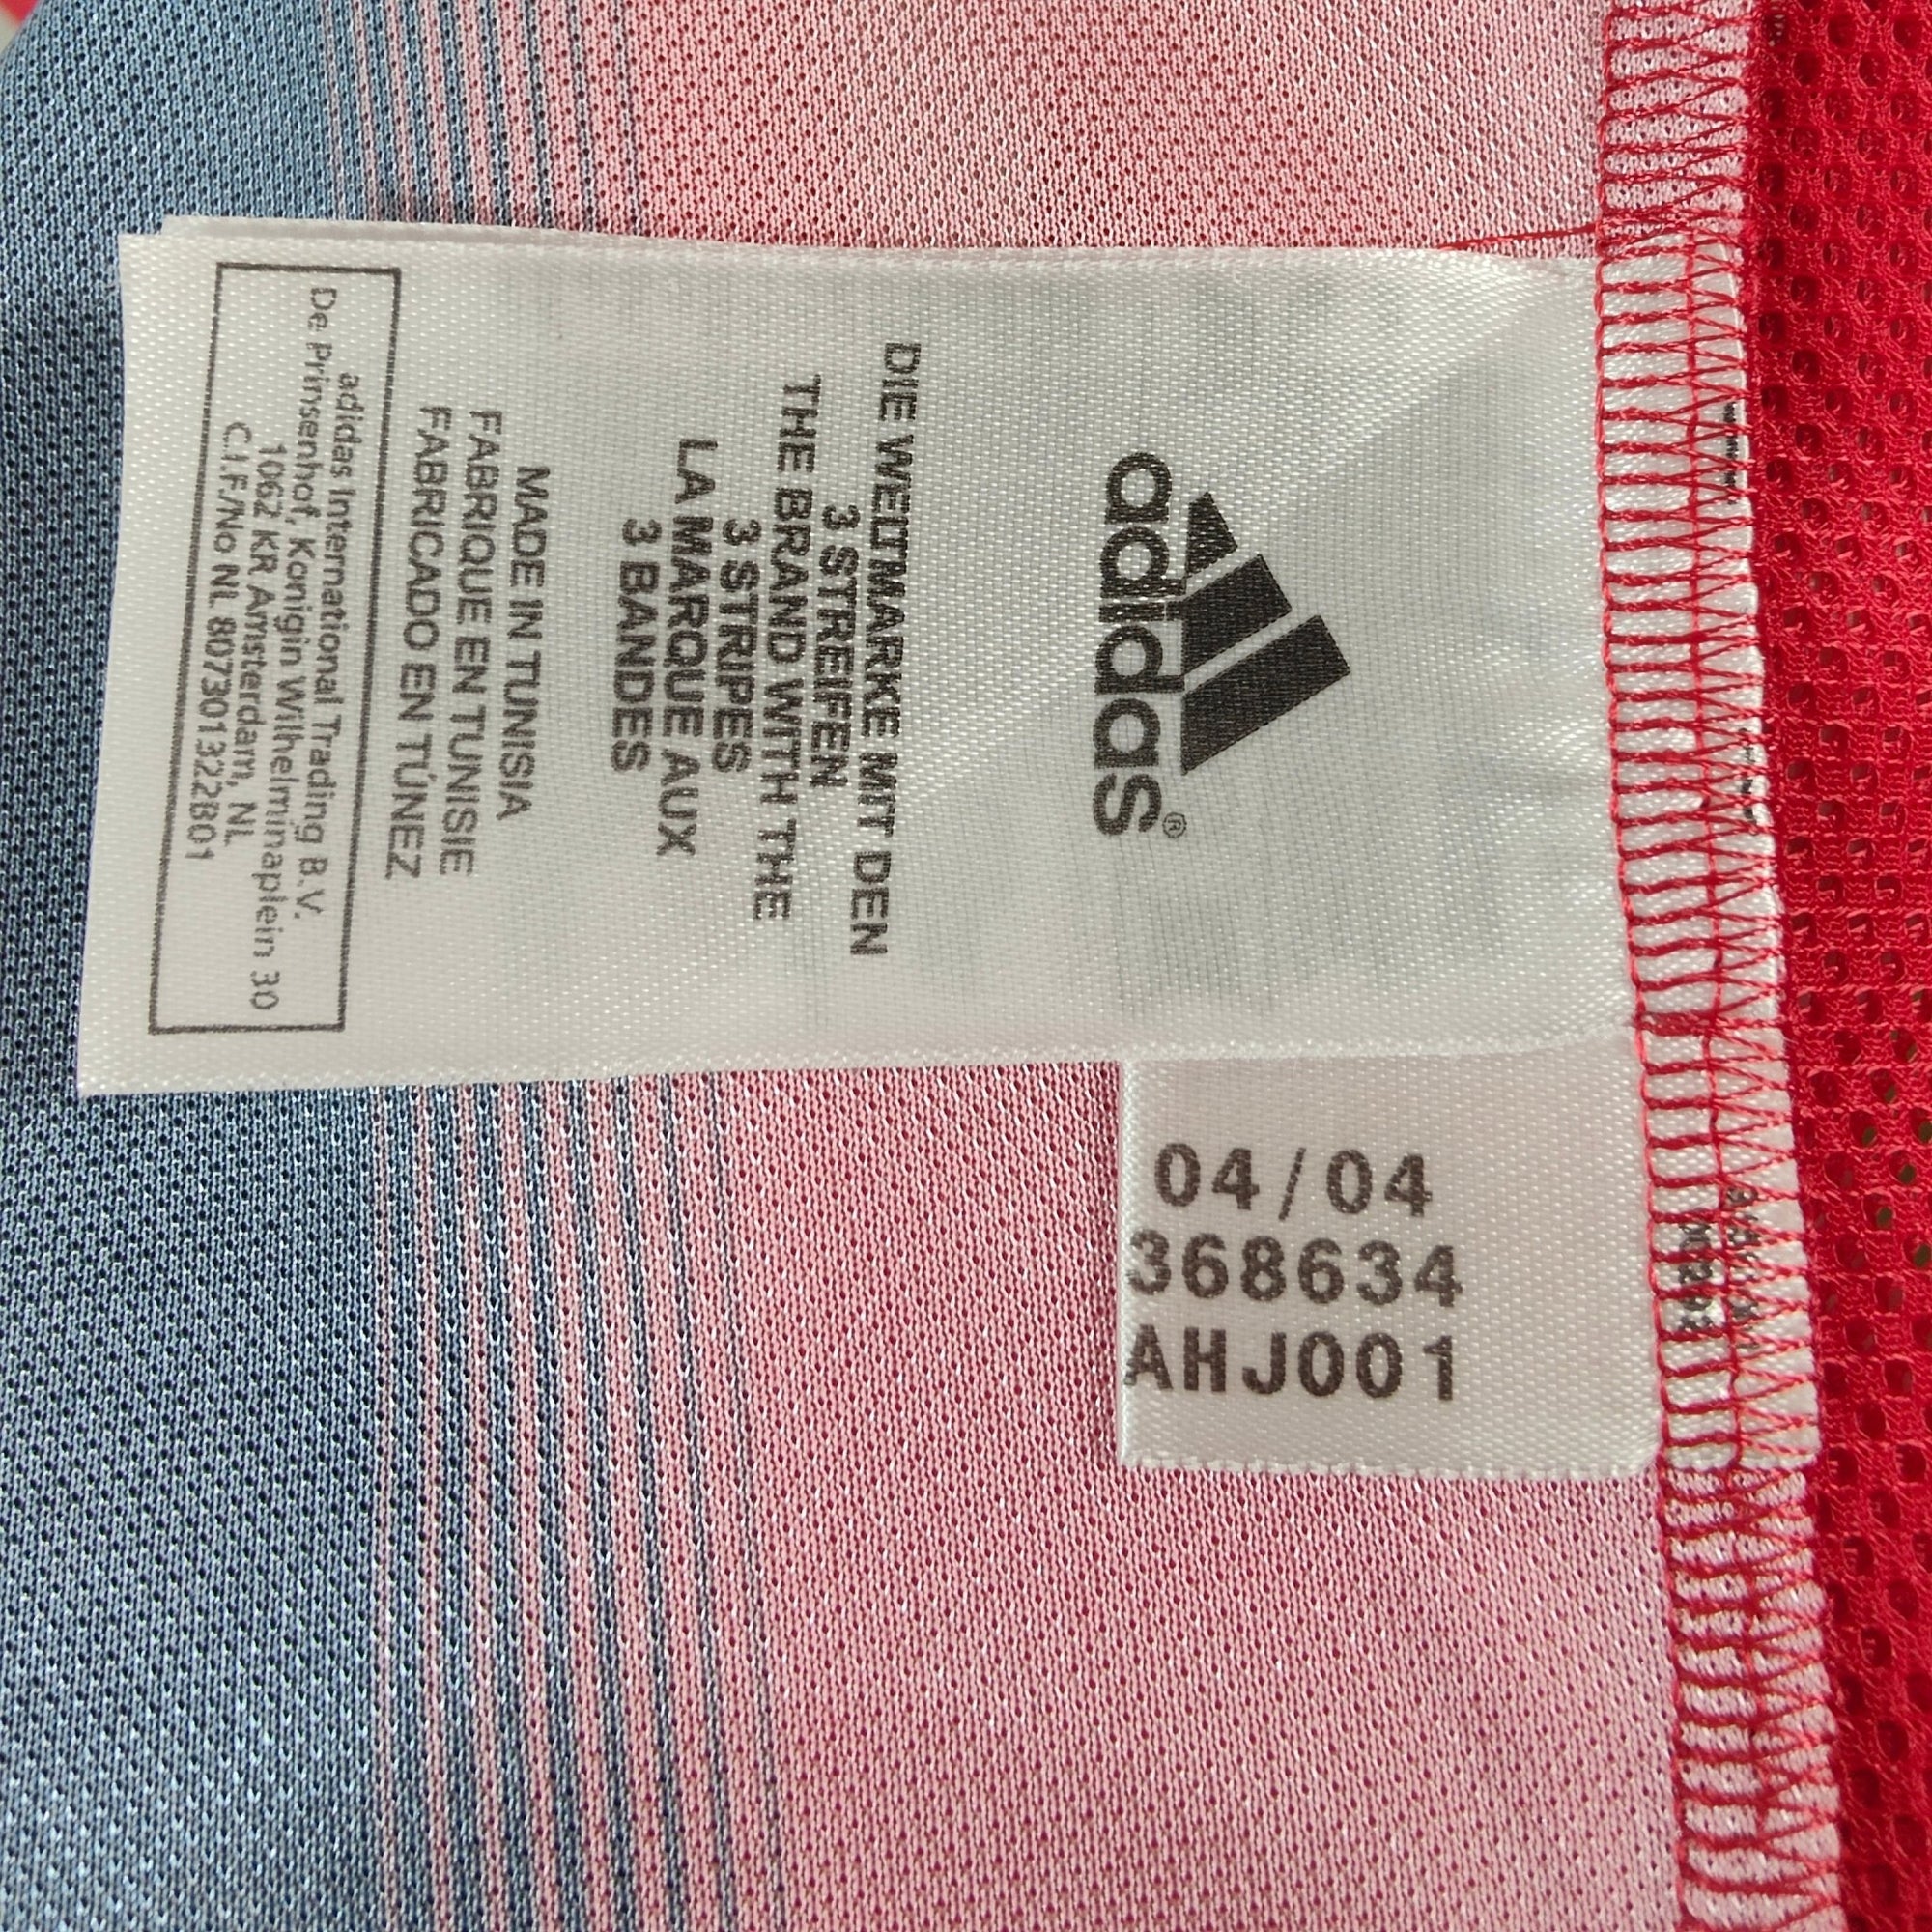 adidas®
DIE WELTMARKE MIT DEN
3 STREIFEN
THE BRAND WITH THE
3 STRIPES
LA MARQUE AUX
3 BANDES
MADE IN TUNISIA
FABRIQUE EN TUNISIE
FABRICADO EN TÚNEZ
adidas International Trading B.V.
De Prinsenhof, Konigin Wilhelminaplein 30
1062 KR Amsterdam, NL
C.I.F/No NL 807301322B01
04/04
368634
AHJ001